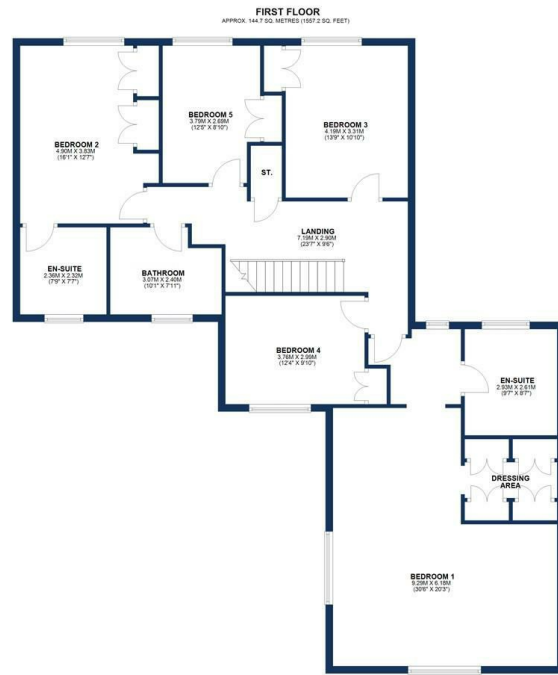 FIRST FLOOR
APPROX. 144.7 SQ. METRES (1557.2 SQ. FEET)
BEDROOM 2
4.90M X 3.83M
(16'1" X 12'7")
BEDROOM 5
3.79M X 2.69M
(12'5" X 8'10")
BEDROOM 3
4.19M X 3.31M
(13'9" X 10'10")
ST.
LANDING
7.19M X 2.90M
(23'7" X 9'6")
EN-SUITE
2.36M X 2.32M
(7'9" X 7'7")
BATHROOM
3.07M X 2.40M
(10'1" X 7'11")
BEDROOM 4
3.76M X 2.99M
(12'4" X 9'10")
EN-SUITE
2.93M X 2.61M
(9'7" X 8'7")
DRESSING
AREA
BEDROOM 1
9.29M X 6.18M
(30'6" X 20'3")